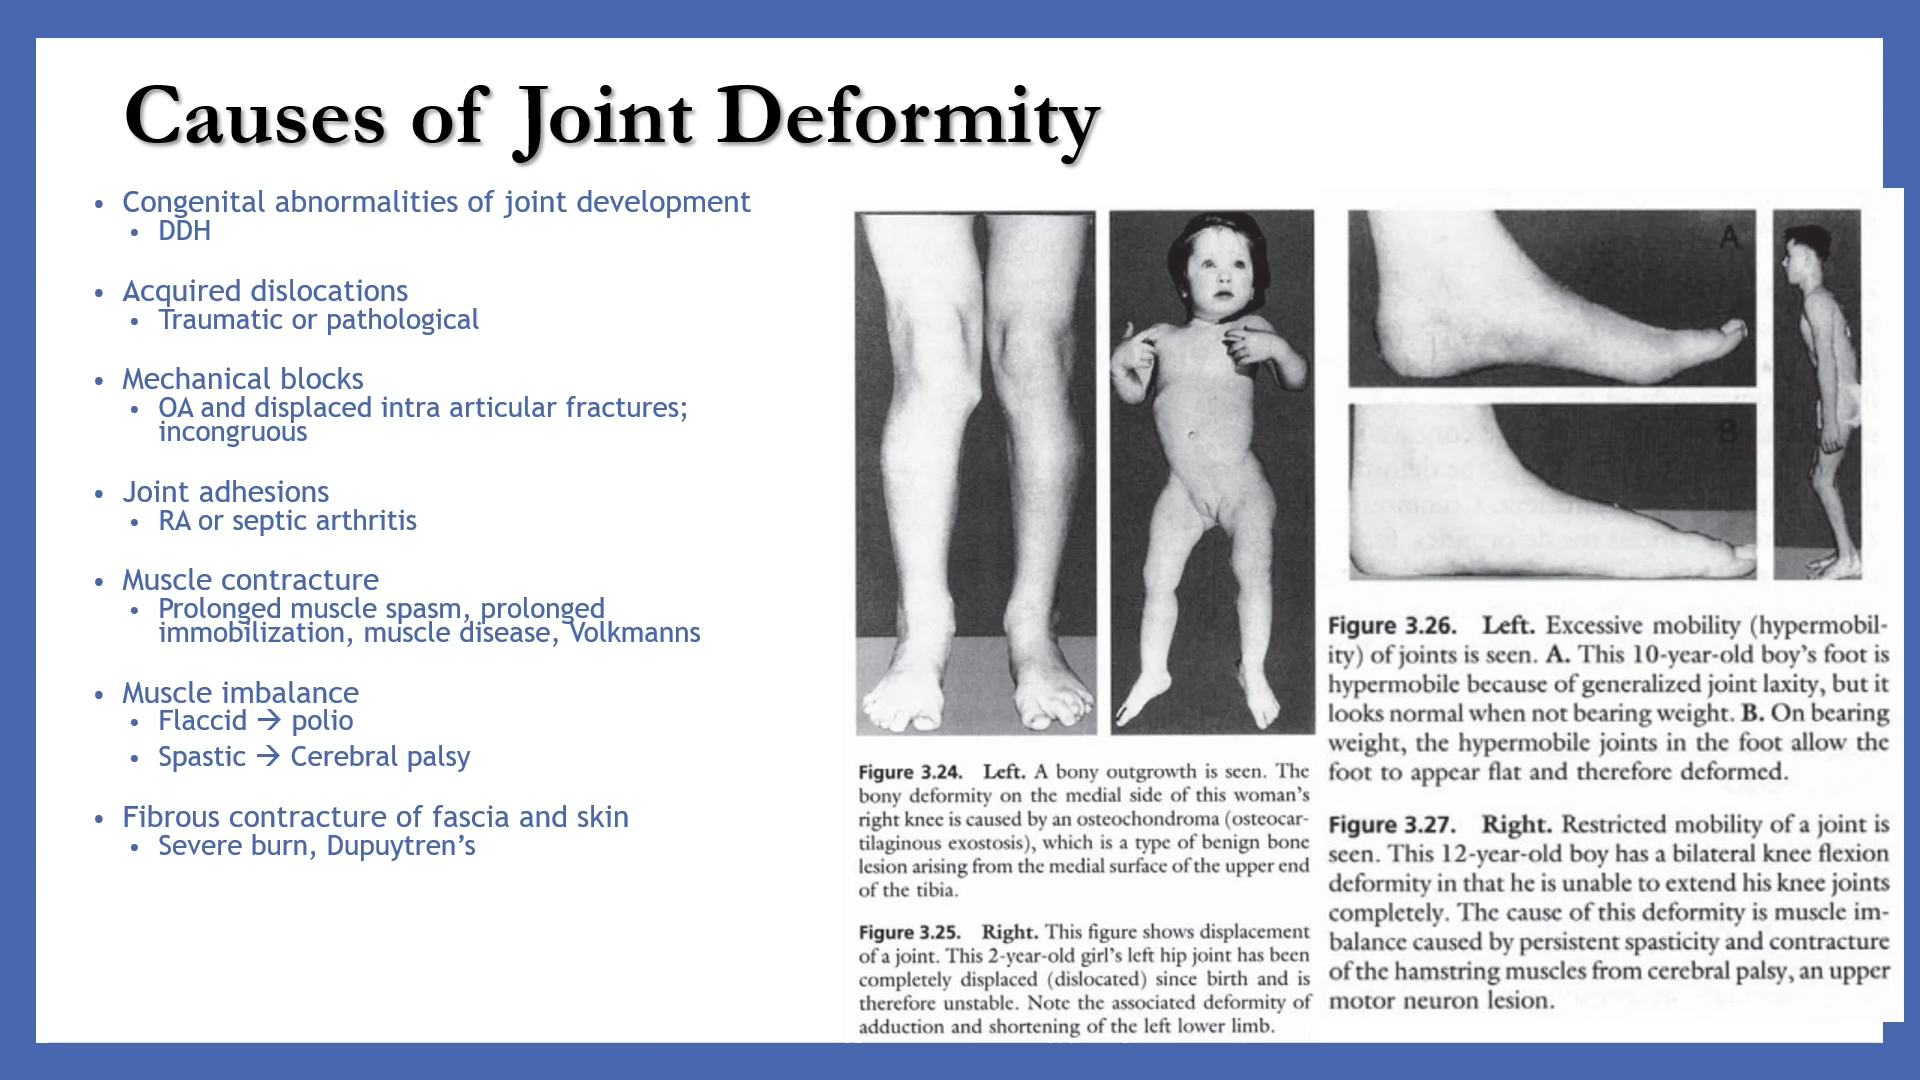 Causes of Joint Deformity
• Congenital abnormalities of joint development
• DDH
• Acquired dislocations
• Traumatic or pathological
• Mechanical blocks
• OA and displaced intra articular fractures;
incongruous
• Joint adhesions
• RA or septic arthritis
• Muscle contracture
• Prolonged muscle spasm, prolonged
immobilization, muscle disease, Volkmanns
• Muscle imbalance
• Flaccid → polio
• Spastic → Cerebral palsy
• Fibrous contracture of fascia and skin
• Severe burn, Dupuytren’s
Figure 3.24. Left. A bony outgrowth is seen. The
bony deformity on the medial side of this woman’s
right knee is caused by an osteochondroma (osteocar-
tilaginous exostosis), which is a type of benign bone
lesion arising from the medial surface of the upper end
of the tibia.
Figure 3.25. Right. This figure shows displacement
of a joint. This 2-year-old girl’s left hip joint has been
completely displaced (dislocated) since birth and is
therefore unstable. Note the associated deformity of
adduction and shortening of the left lower limb.
A
B
Figure 3.26. Left. Excessive mobility (hypermobil-
ity) of joints is seen. A. This 10-year-old boy’s foot is
hypermobile because of generalized joint laxity, but it
looks normal when not bearing weight. B. On bearing
weight, the hypermobile joints in the foot allow the
foot to appear flat and therefore deformed.
Figure 3.27. Right. Restricted mobility of a joint is
seen. This 12-year-old boy has a bilateral knee flexion
deformity in that he is unable to extend his knee joints
completely. The cause of this deformity is muscle im-
balance caused by persistent spasticity and contracture
of the hamstring muscles from cerebral palsy, an upper
motor neuron lesion.